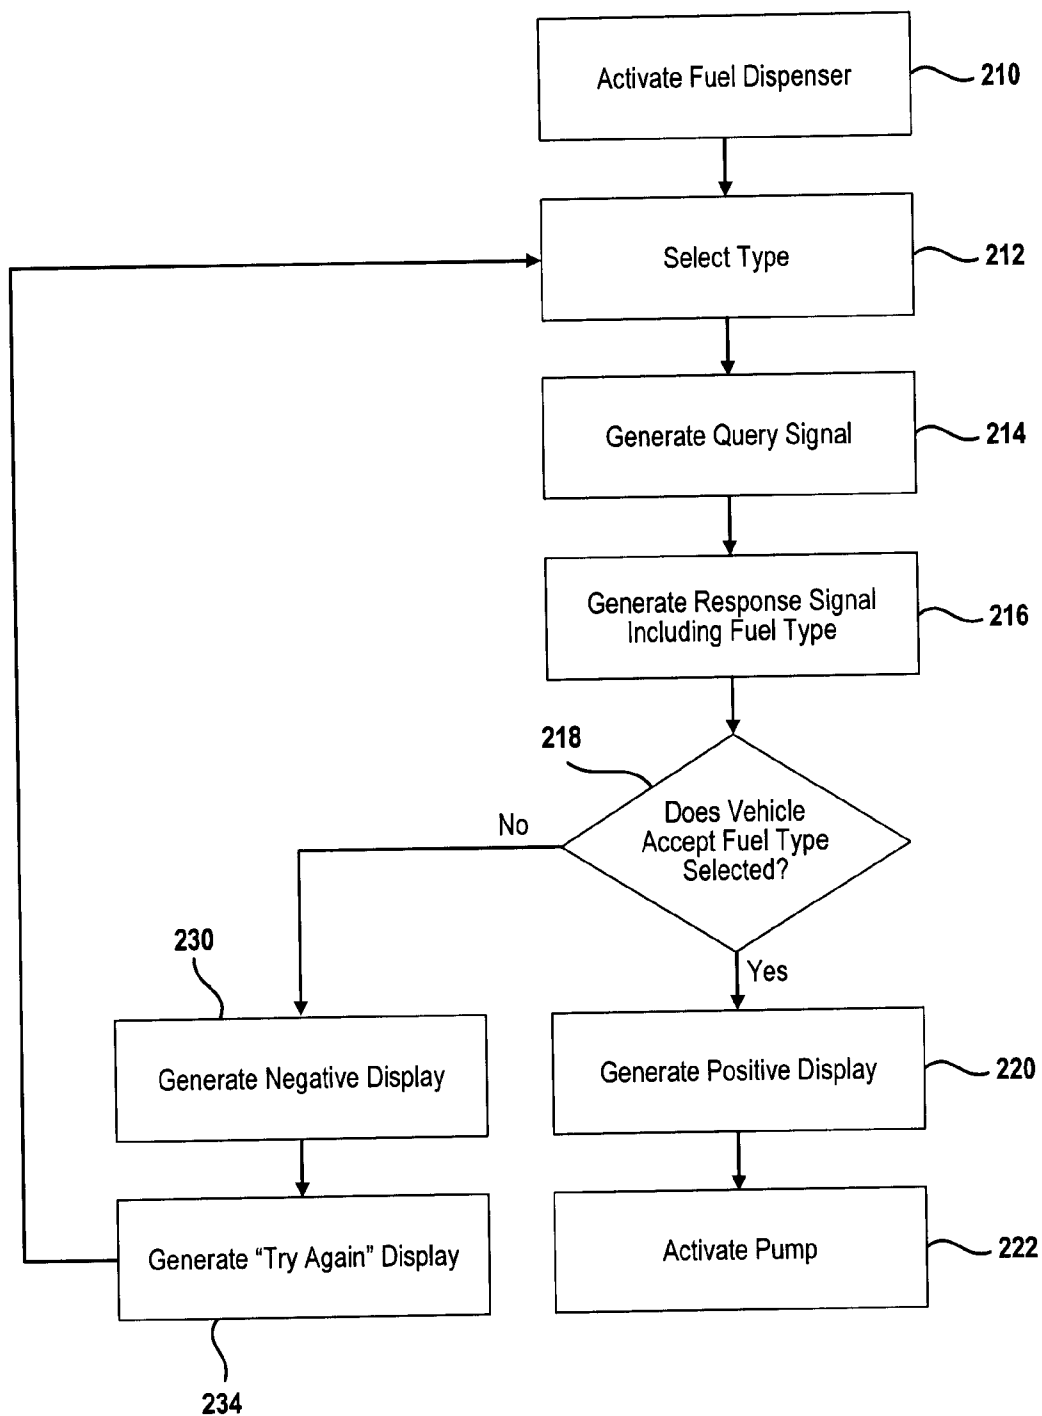 Activate Fuel Dispenser
210
Select Type
212
Generate Query Signal
214
Generate Response Signal
Including Fuel Type
216
218
Does Vehicle
Accept Fuel Type
Selected?
No
Yes
230
Generate Negative Display
Generate Positive Display
220
Generate “Try Again” Display
Activate Pump
222
234